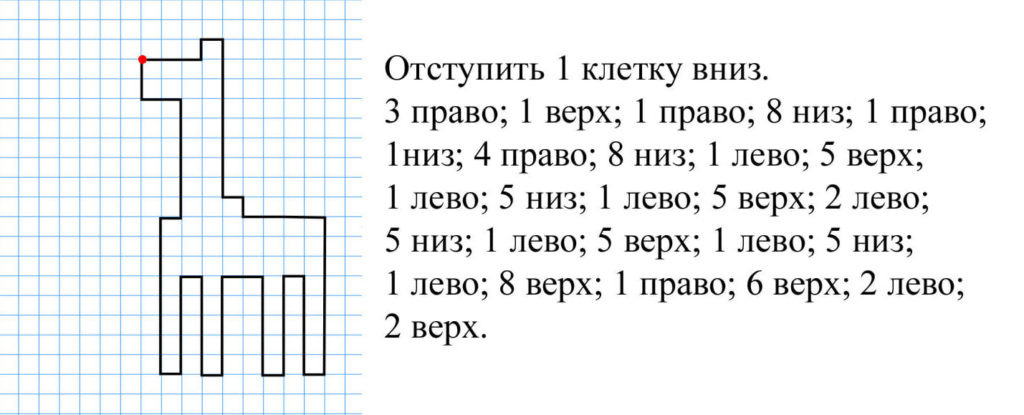 Отступить 1 клетку вниз.
3 право; 1 верх; 1 право; 8 низ; 1 право;
1низ; 4 право; 8 низ; 1 лево; 5 верх;
1 лево; 5 низ; 1 лево; 5 верх; 2 лево;
5 низ; 1 лево; 5 верх; 1 лево; 5 низ;
1 лево; 8 верх; 1 право; 6 верх; 2 лево;
2 верх.